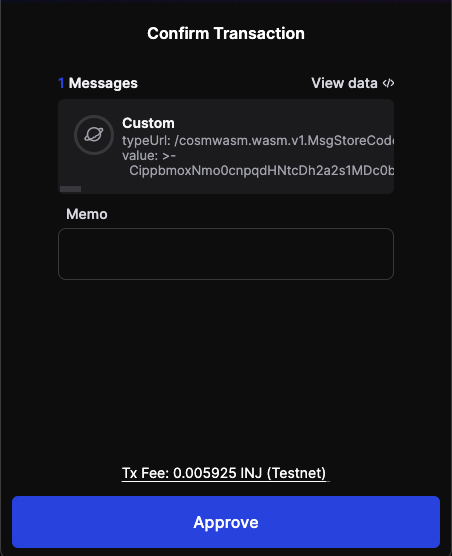 Confirm Transaction
1 Messages View data </>
Custom
typeUrl: /cosmwasm.wasm.v1.MsgStoreCode
value: >-
CippbmoxNmo0cnpqdHNtcDh2a2s1MDc0b
Memo
Tx Fee: 0.005925 INJ (Testnet)
Approve